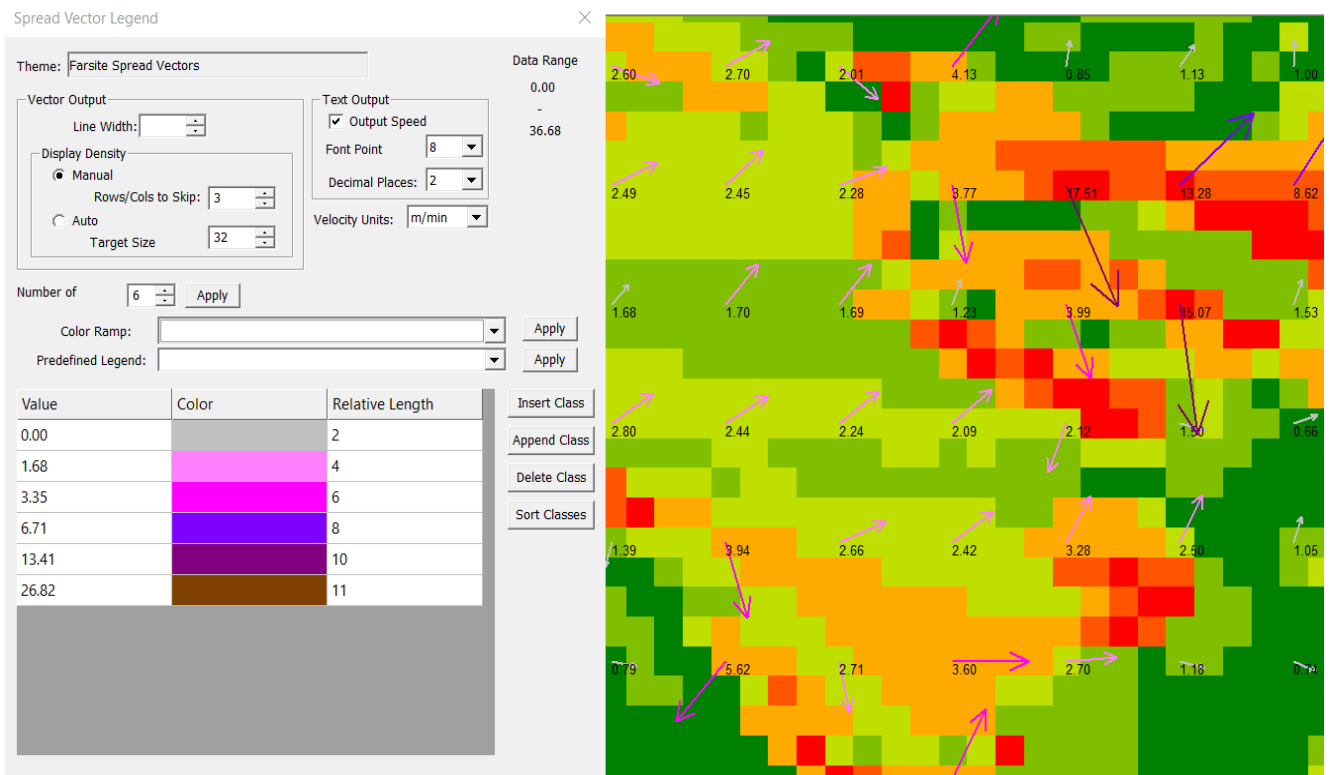 Spread Vector Legend
Theme: Farsite Spread Vectors
Data Range
0.00
-
36.68
Vector Output
Line Width:
Display Density
Manual
Rows/Cols to Skip: 3
Auto
Target Size 32
Text Output
Output Speed
Font Point 8
Decimal Places: 2
Velocity Units: m/min
Number of 6 Apply
Color Ramp: Apply
Predefined Legend: Apply
Value Color Relative Length
0.00 2
1.68 4
3.35 6
6.71 8
13.41 10
26.82 11
Insert Class
Append Class
Delete Class
Sort Classes
2.60 2.70 2.01 4.13 0.85 1.13 1.00
2.49 2.45 2.28 3.77 17.51 13.28 8.62
1.68 1.70 1.69 1.23 3.99 15.07 1.53
2.80 2.44 2.24 2.09 2.12 1.50 0.66
1.39 3.94 2.66 2.42 3.28 2.50 1.05
0.79 5.62 2.71 3.60 2.70 1.18 0.74